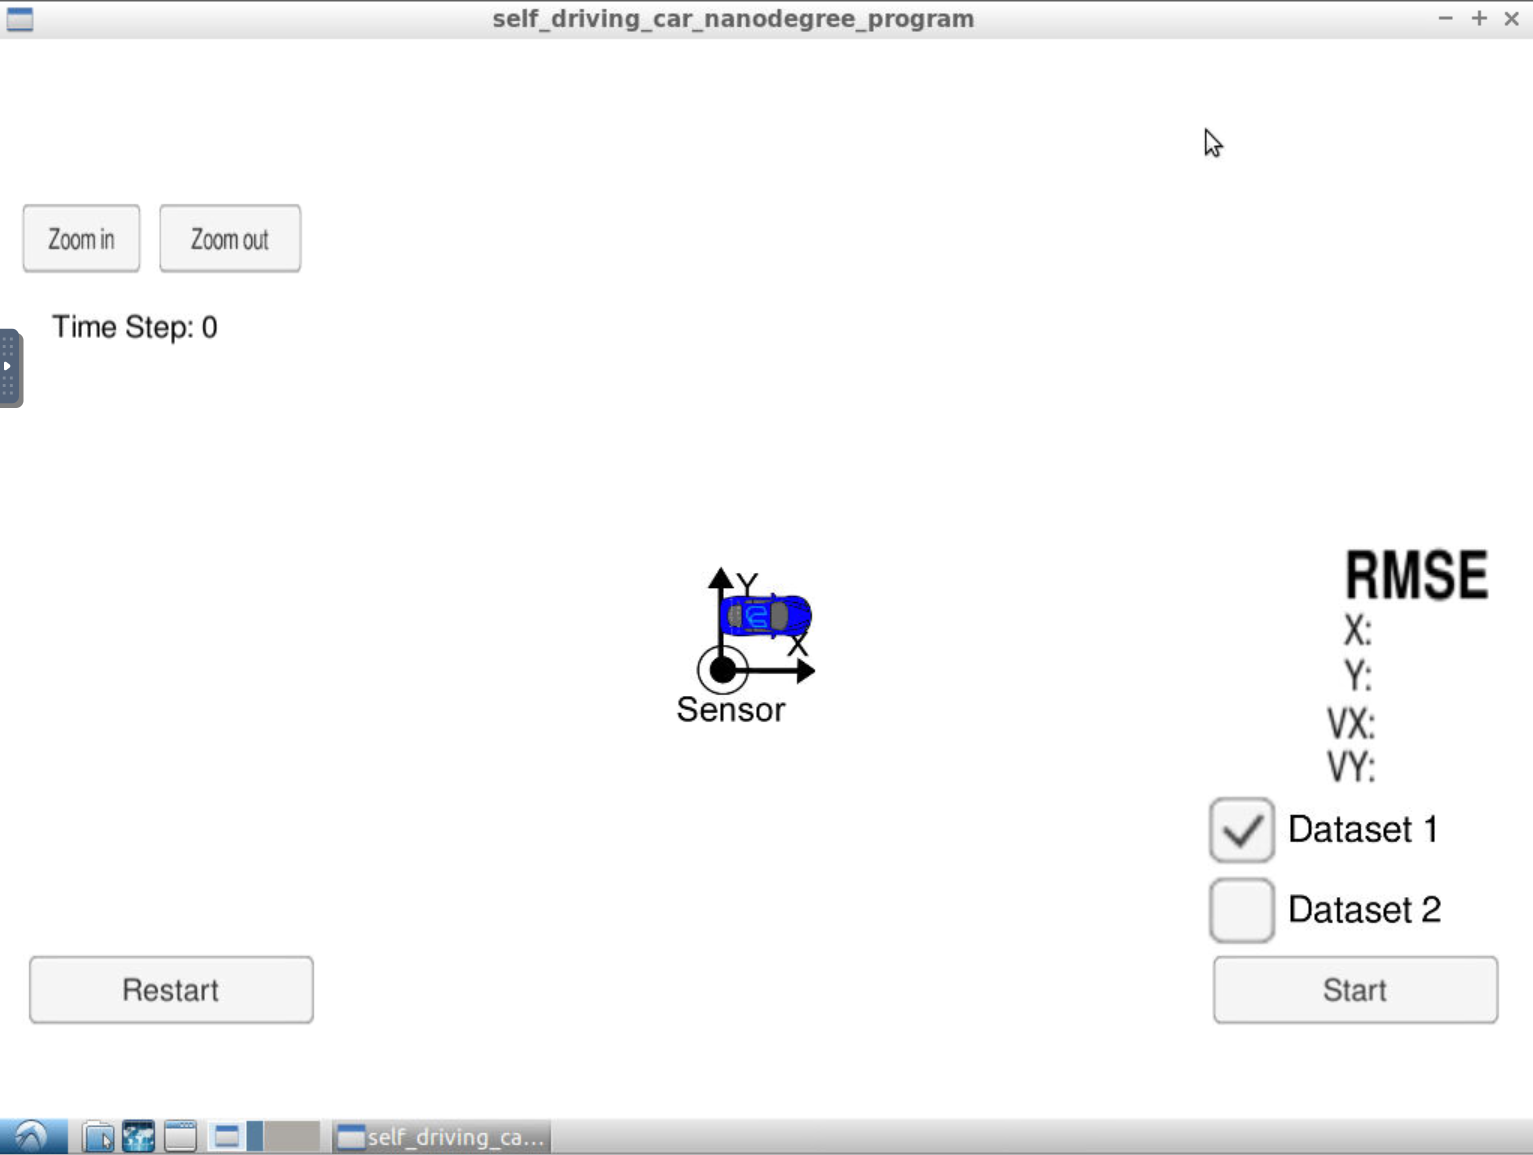 self_driving_car_nanodegree_program
Zoom in
Zoom out
Time Step: 0
Y
X
Sensor
RMSE
X:
Y:
VX:
VY:
Dataset 1
Dataset 2
Restart
Start
self_driving_ca...